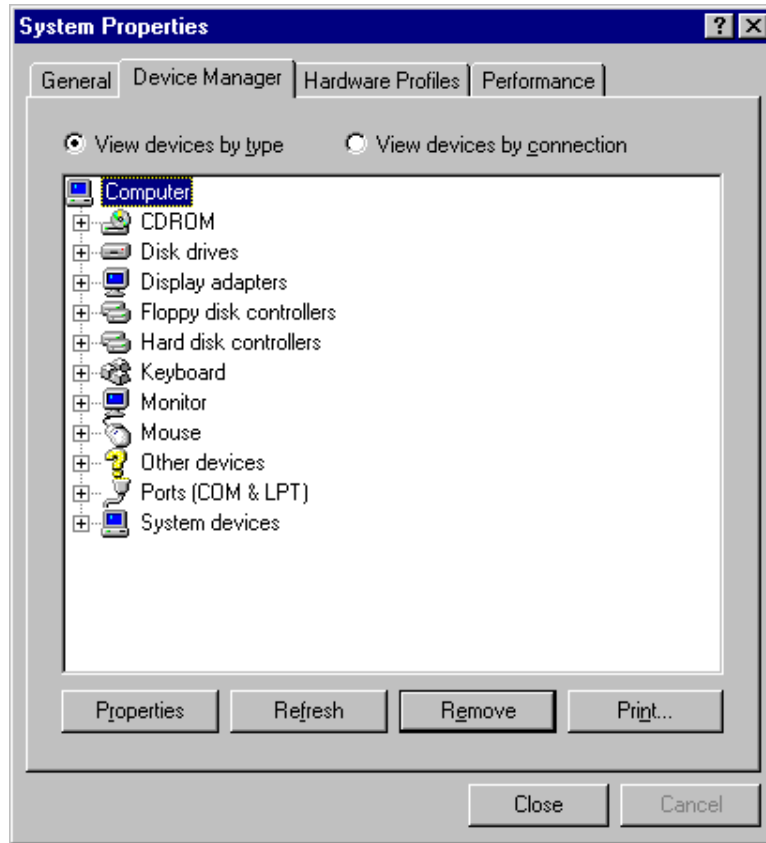 System Properties
General Device Manager Hardware Profiles Performance
View devices by type View devices by connection
Computer
CDROM
Disk drives
Display adapters
Floppy disk controllers
Hard disk controllers
Keyboard
Monitor
Mouse
Other devices
Ports (COM & LPT)
System devices
Properties Refresh Remove Print...
Close Cancel